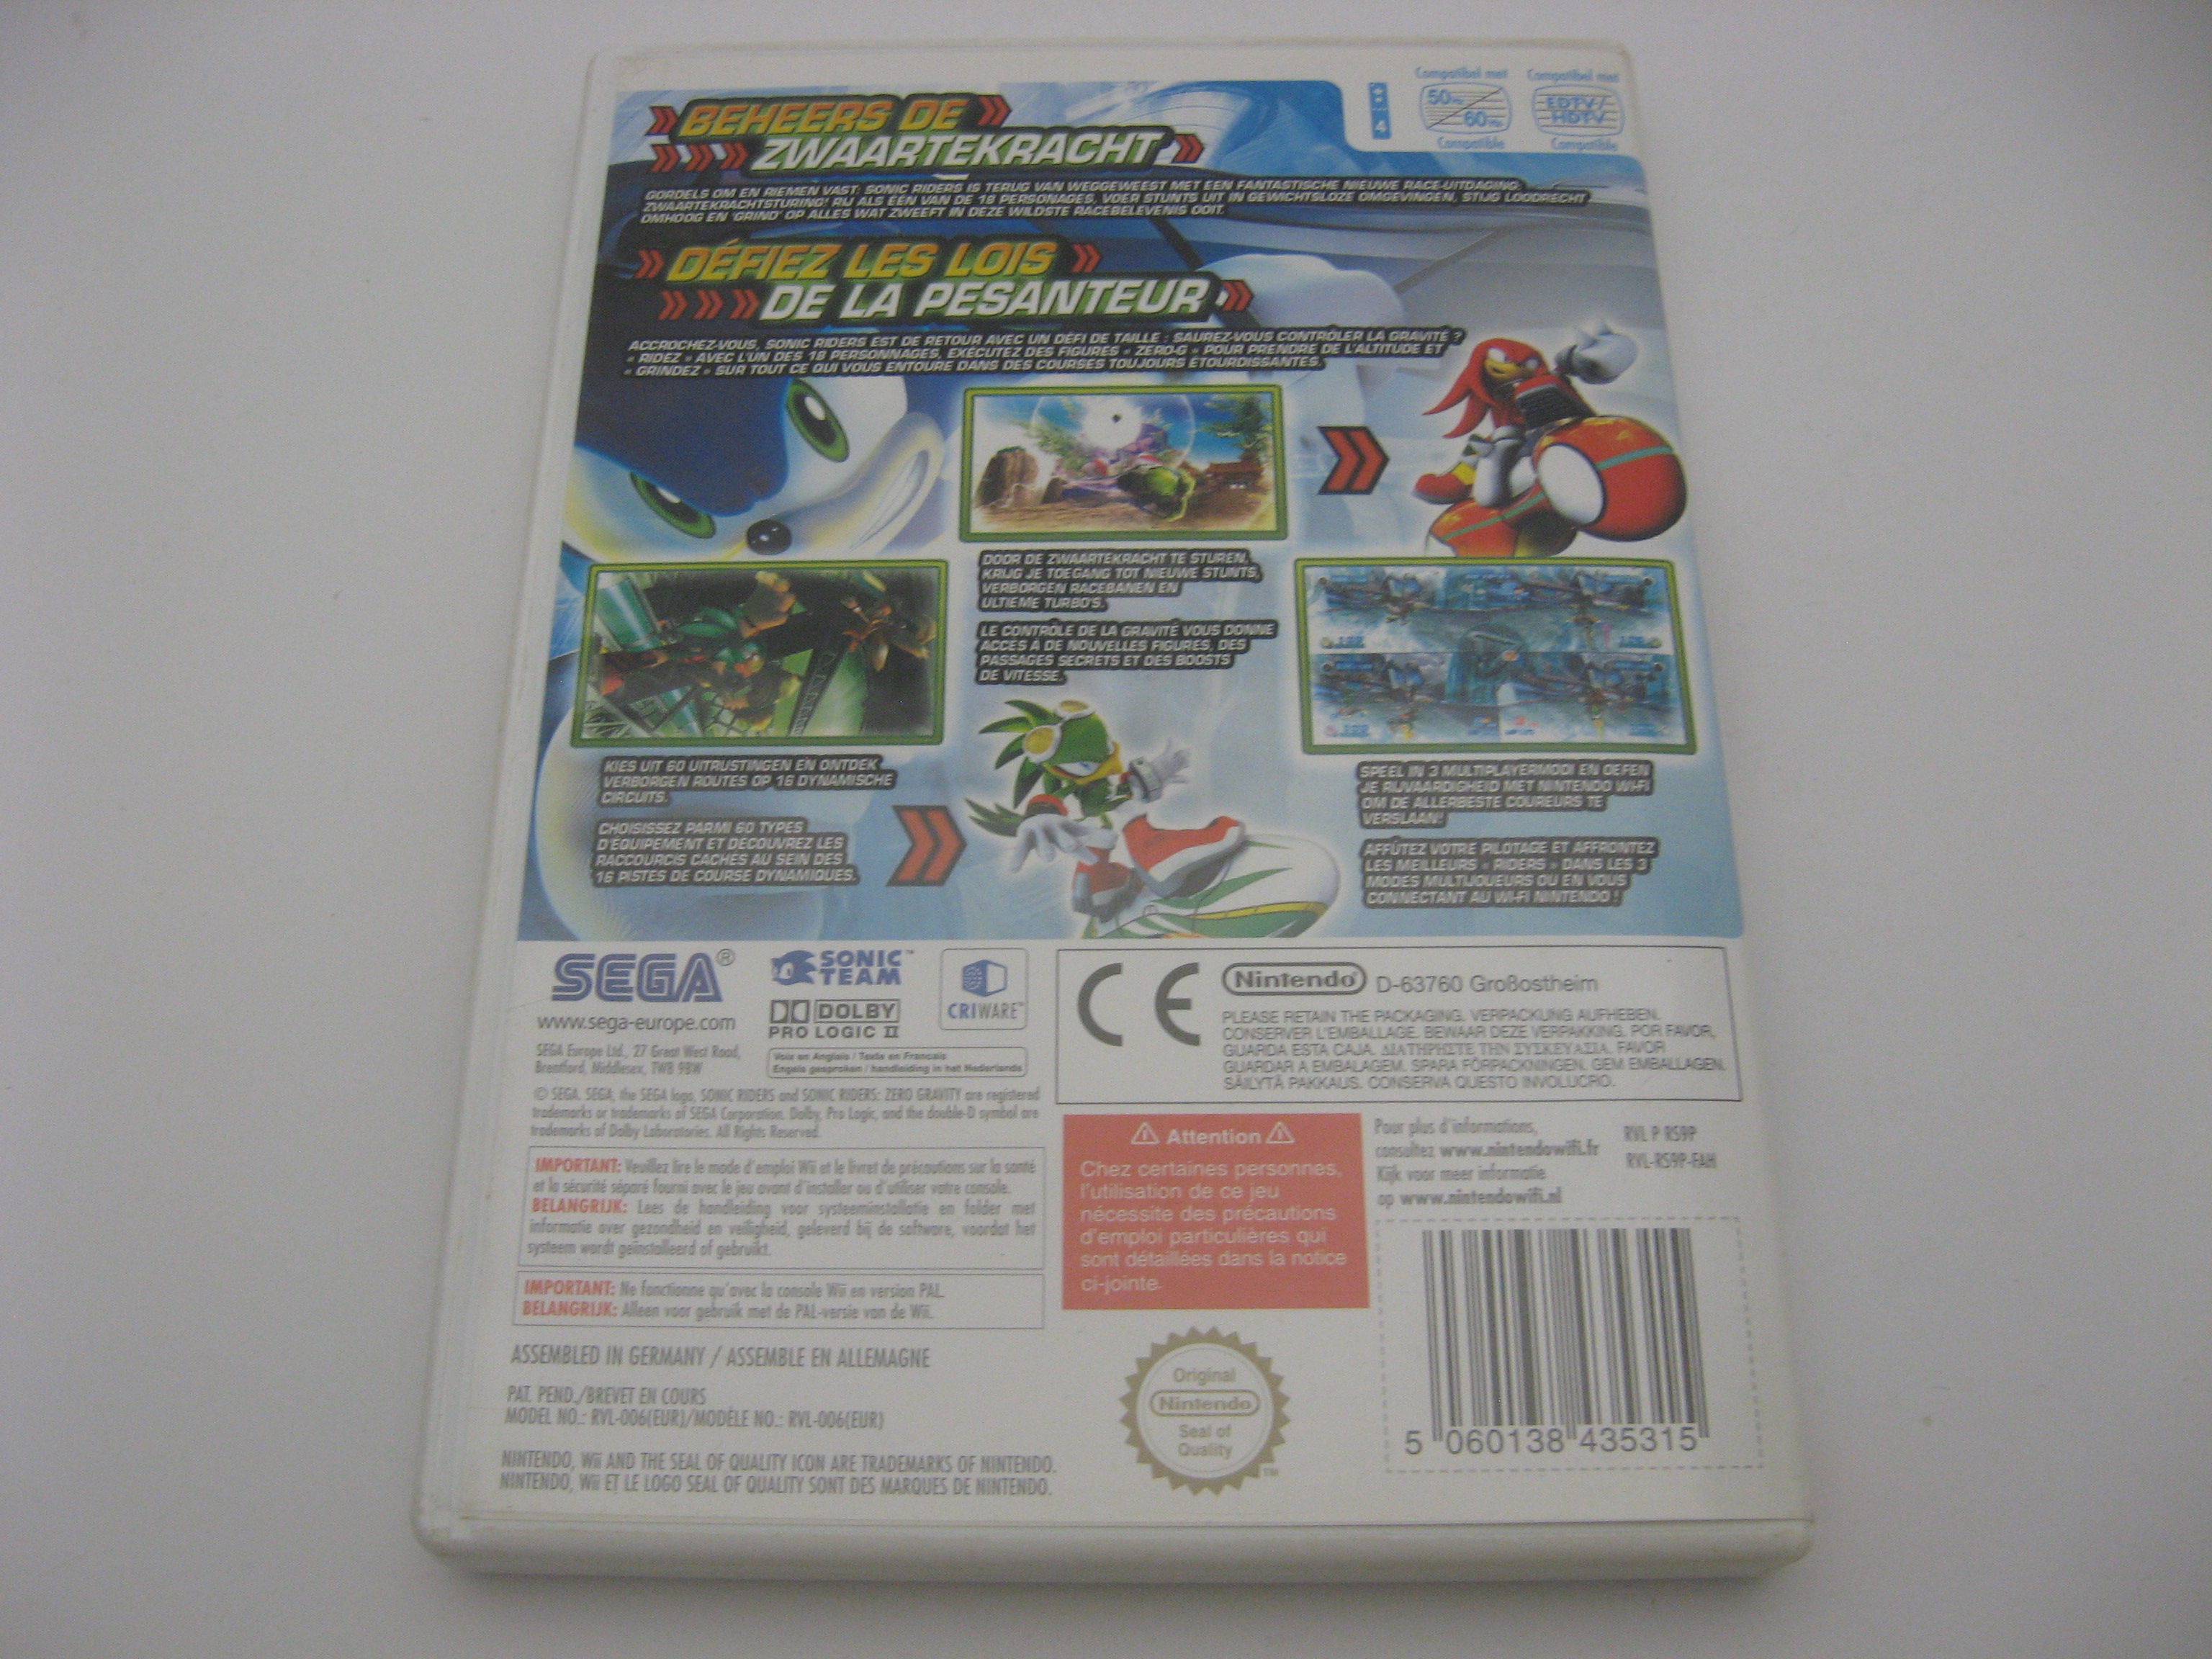 BEHEERS DE
ZWAARTEKRACHT
GORDELS OM EN RIEMEN VAST: SONIC RIDERS IS TERUG VAN WEGGEWEEST MET EEN FANTASTISCHE NIEUWE RACE-UITDAGING:
ZWAARTEKRACHTSTURING! RIJ ALS EEN VAN DE 18 PERSONAGES, VOER STUNTS UIT IN GEWICHTSLOZE OMGEVINGEN, STIJG LOODRECHT
OMHOOG EN 'GRIND' OP ALLES WAT ZWEEFT IN DEZE WILDSTE RACEBELEVENIS OOIT.
DÉFIEZ LES LOIS
DE LA PESANTEUR
ACCROCHEZ-VOUS, SONIC RIDERS EST DE RETOUR AVEC UN DÉFI DE TAILLE : SAUREZ-VOUS CONTRÔLER LA GRAVITÉ ?
« RIDEZ » AVEC L'UN DES 18 PERSONNAGES, EXÉCUTEZ DES FIGURES « ZERO-G » POUR PRENDRE DE L'ALTITUDE ET
« GRINDEZ » SUR TOUT CE QUI VOUS ENTOURE DANS DES COURSES TOUJOURS ETOURDISSANTES.
4
Compatibel met
50Hz
60Hz
Compatible
Compatibel met
EDTV/
HDTV
Compatible
DOOR DE ZWAARTEKRACHT TE STUREN,
KRIJG JE TOEGANG TOT NIEUWE STUNTS,
VERBORGEN RACEBANEN EN
ULTIEME TURBO'S.
LE CONTRÔLE DE LA GRAVITÉ VOUS DONNE
ACCÈS À DE NOUVELLES FIGURES, DES
PASSAGES SECRETS ET DES BOOSTS
DE VITESSE.
KIES UIT 60 UITRUSTINGEN EN ONTDEK
VERBORGEN ROUTES OP 16 DYNAMISCHE
CIRCUITS.
CHOISISSEZ PARMI 60 TYPES
D'ÉQUIPEMENT ET DECOUVREZ LES
RACCOURCIS CACHES AU SEIN DES
16 PISTES DE COURSE DYNAMIQUES.
SPEEL IN 3 MULTIPLAYERMODI EN OEFEN
JE RIJVAARDIGHEID MET NINTENDO WI-FI
OM DE ALLERBESTE COUREURS TE
VERSLAAN!
AFFÛTEZ VOTRE PILOTAGE ET AFFRONTEZ
LES MEILLEURS « RIDERS » DANS LES 3
MODES MULTIJOUEURS OU EN VOUS
CONNECTANT AU WI-FI NINTENDO !
SEGA®
www.sega-europe.com
SEGA Europe Ltd., 27 Great West Road,
Brentford, Middlesex, TW8 9BW
SONIC TEAM™
DOLBY
PRO LOGIC II
CRIWARE™
Voix en Anglais / Texte en Francais
Engels gesproken / handleiding in het Nederlands
© SEGA. SEGA, the SEGA logo, SONIC RIDERS and SONIC RIDERS: ZERO GRAVITY are registered
trademarks or trademarks of SEGA Corporation. Dolby, Pro Logic, and the double-D symbol are
trademarks of Dolby Laboratories. All Rights Reserved.
CE
Nintendo® D-63760 Großostheim
PLEASE RETAIN THE PACKAGING. VERPACKUNG AUFHEBEN.
CONSERVER L'EMBALLAGE. BEWAAR DEZE VERPAKKING. POR FAVOR,
GUARDA ESTA CAJA. ΔΙΑΤΗΡΗΣΤΕ ΤΗΝ ΣΥΣΚΕΥΑΣΙΑ. FAVOR
GUARDAR A EMBALAGEM. SPARA FÖRPACKNINGEN. GEM EMBALLAGEN.
SÄILYTÄ PAKKAUS. CONSERVA QUESTO INVOLUCRO.
IMPORTANT: Veuillez lire le mode d'emploi Wii et le livret de précautions sur la santé
et la sécurité séparé fourni avec le jeu avant d'installer ou d'utiliser votre console.
BELANGRIJK: Lees de handleiding voor systeeminstallatie en folder met
informatie over gezondheid en veiligheid, geleverd bij de software, voordat het
systeem wordt geïnstalleerd of gebruikt.
IMPORTANT: Ne fonctionne qu'avec la console Wii en version PAL.
BELANGRIJK: Alleen voor gebruik met de PAL-versie van de Wii.
Attention
Chez certaines personnes,
l'utilisation de ce jeu
nécessite des précautions
d'emploi particulières qui
sont détaillées dans la notice
ci-jointe.
Pour plus d'informations,
consultez www.nintendowifi.fr
Kijk voor meer informatie
op www.nintendowifi.nl
RVL P RS9P
RVL-RS9P-FAH
ASSEMBLED IN GERMANY / ASSEMBLE EN ALLEMAGNE
PAT. PEND./BREVET EN COURS
MODEL NO.: RVL-006(EUR)/MODÈLE NO.: RVL-006(EUR)
NINTENDO, Wii AND THE SEAL OF QUALITY ICON ARE TRADEMARKS OF NINTENDO.
NINTENDO, Wii ET LE LOGO SEAL OF QUALITY SONT DES MARQUES DE NINTENDO.
Original
Nintendo
Seal of
Quality
TM
5 060138 435315